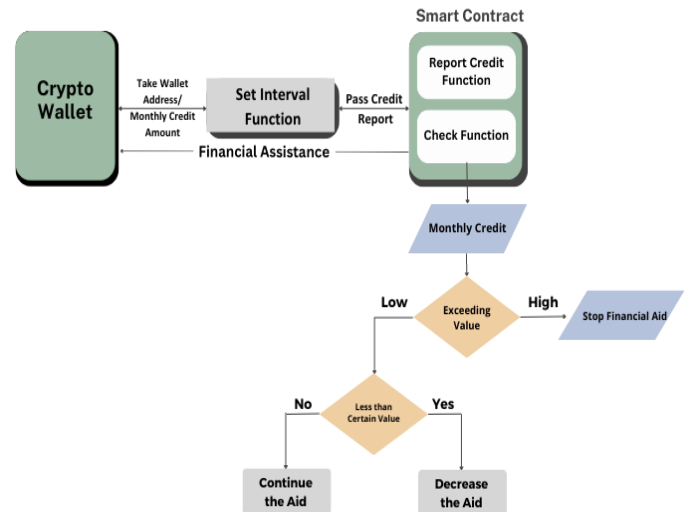 Smart Contract
Crypto
Wallet
Take Wallet
Address/
Monthly Credit
Amount
Set Interval
Function
Pass Credit
Report
Report Credit
Function
Check Function
Financial Assistance
Monthly Credit
Low
Exceeding
Value
High
Stop Financial Aid
No
Less than
Certain Value
Yes
Continue
the Aid
Decrease
the Aid